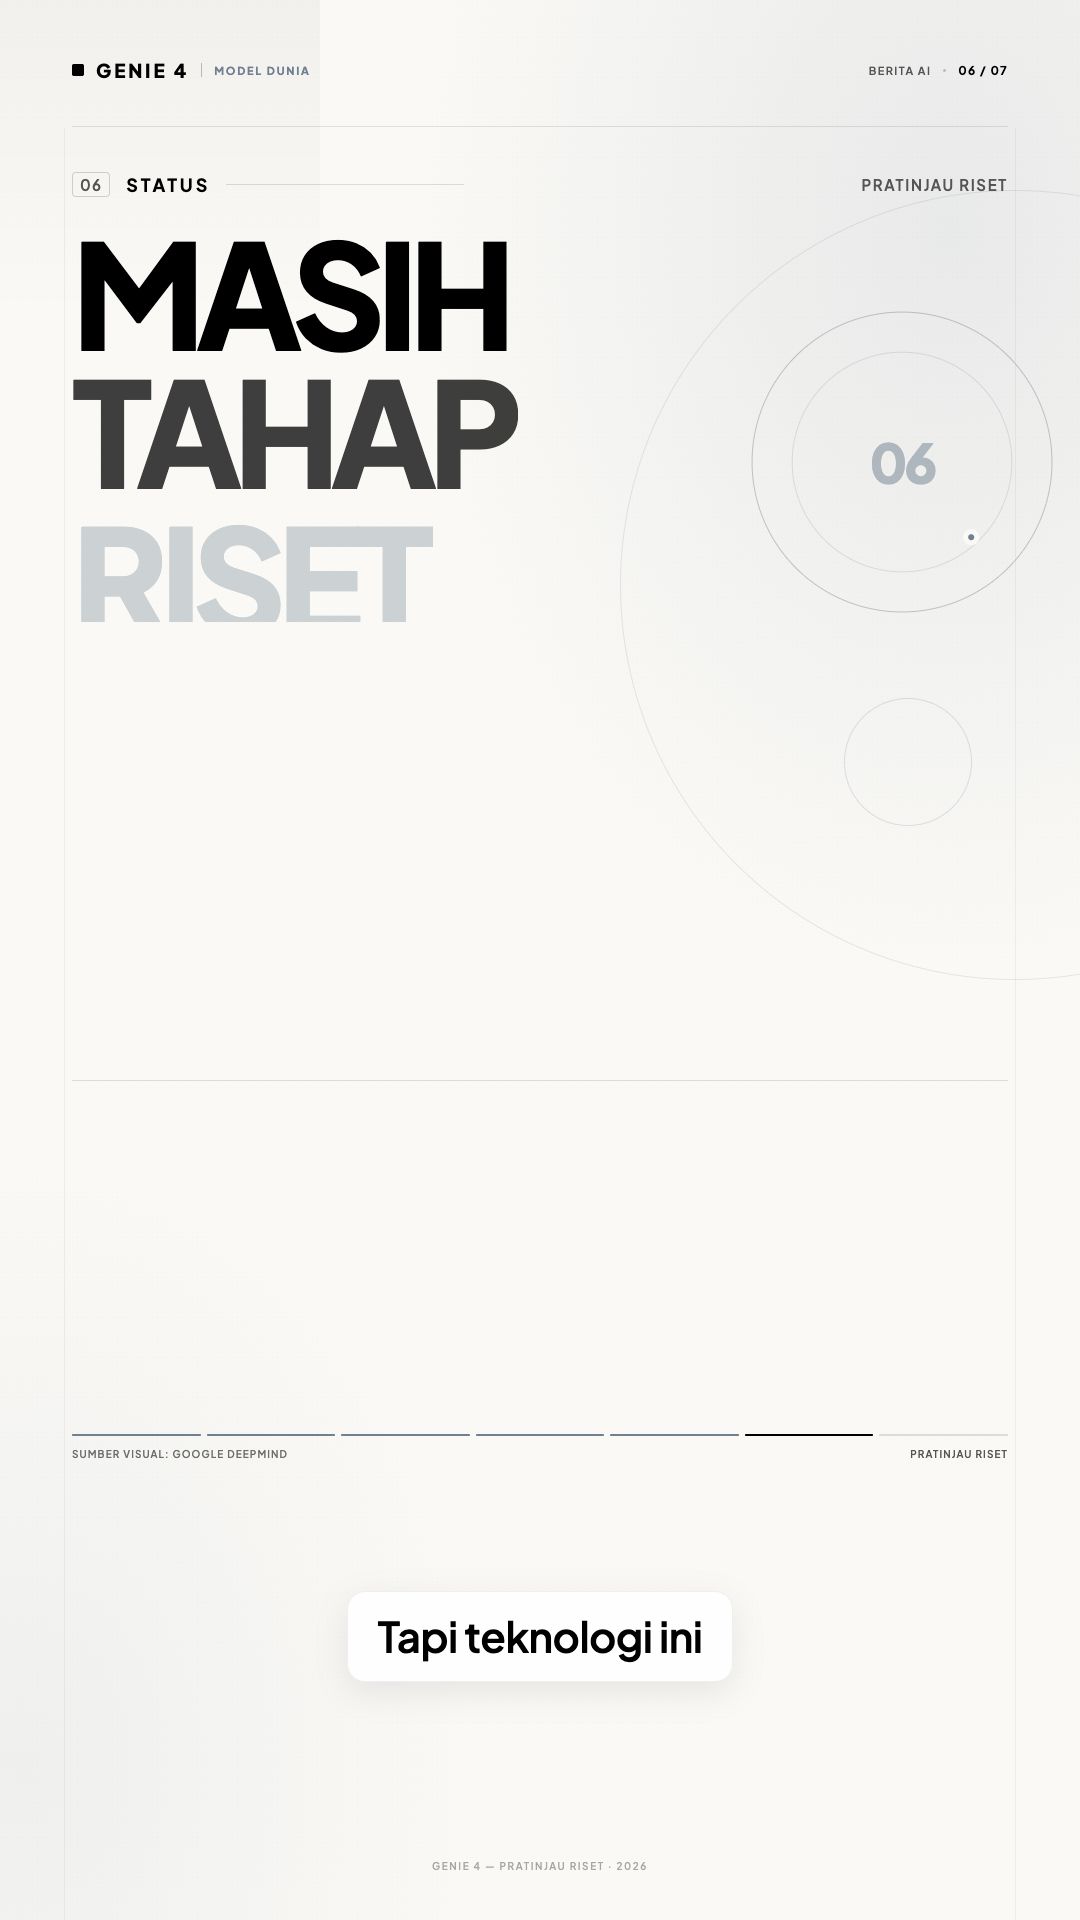 GENIE 4 | MODEL DUNIA
BERITA AI • 06 / 07
06 STATUS
PRATINJAU RISET
MASIH
TAHAP
RISET
06
SUMBER VISUAL: GOOGLE DEEPMIND
PRATINJAU RISET
Tapi teknologi ini
GENIE 4 — PRATINJAU RISET · 2026